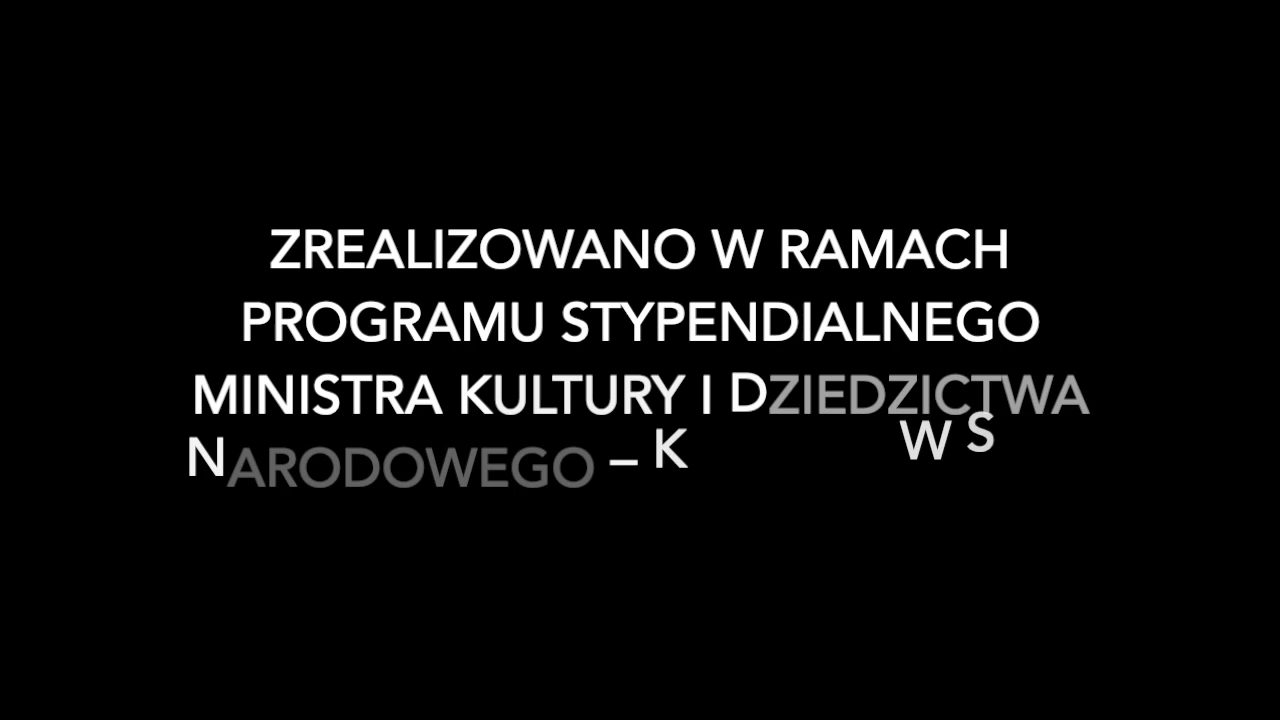 ZREALIZOWANO W RAMACH
PROGRAMU STYPENDIALNEGO
MINISTRA KULTURY I DZIEDZICTWA
NARODOWEGO – K W S